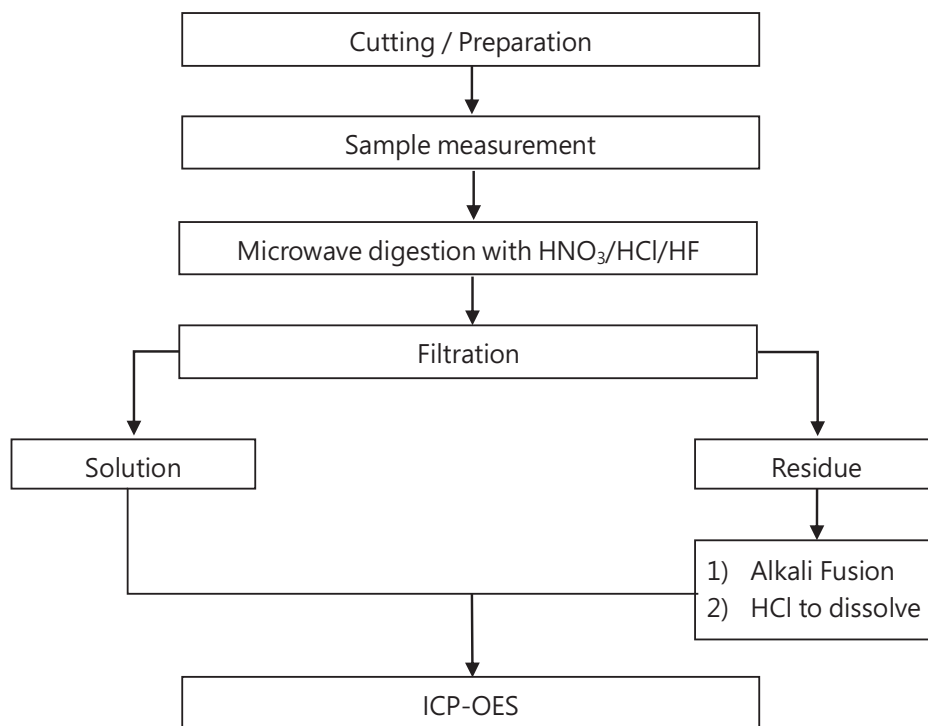 Cutting / Preparation
Sample measurement
Microwave digestion with HNO₃/HCl/HF
Filtration
Solution
Residue
1) Alkali Fusion
2) HCl to dissolve
ICP-OES